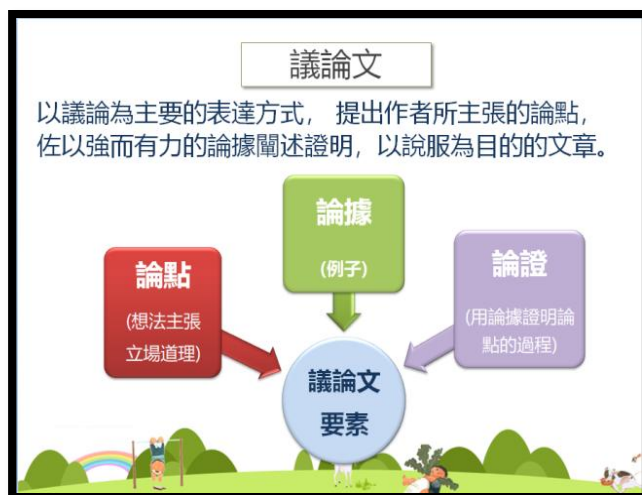 議論文
以議論為主要的表達方式， 提出作者所主張的論點，
佐以強而有力的論據闡述證明，以說服為目的的文章。
論據
(例子)
論點
(想法主張
立場道理)
論證
(用論據證明論
點的過程)
議論文
要素